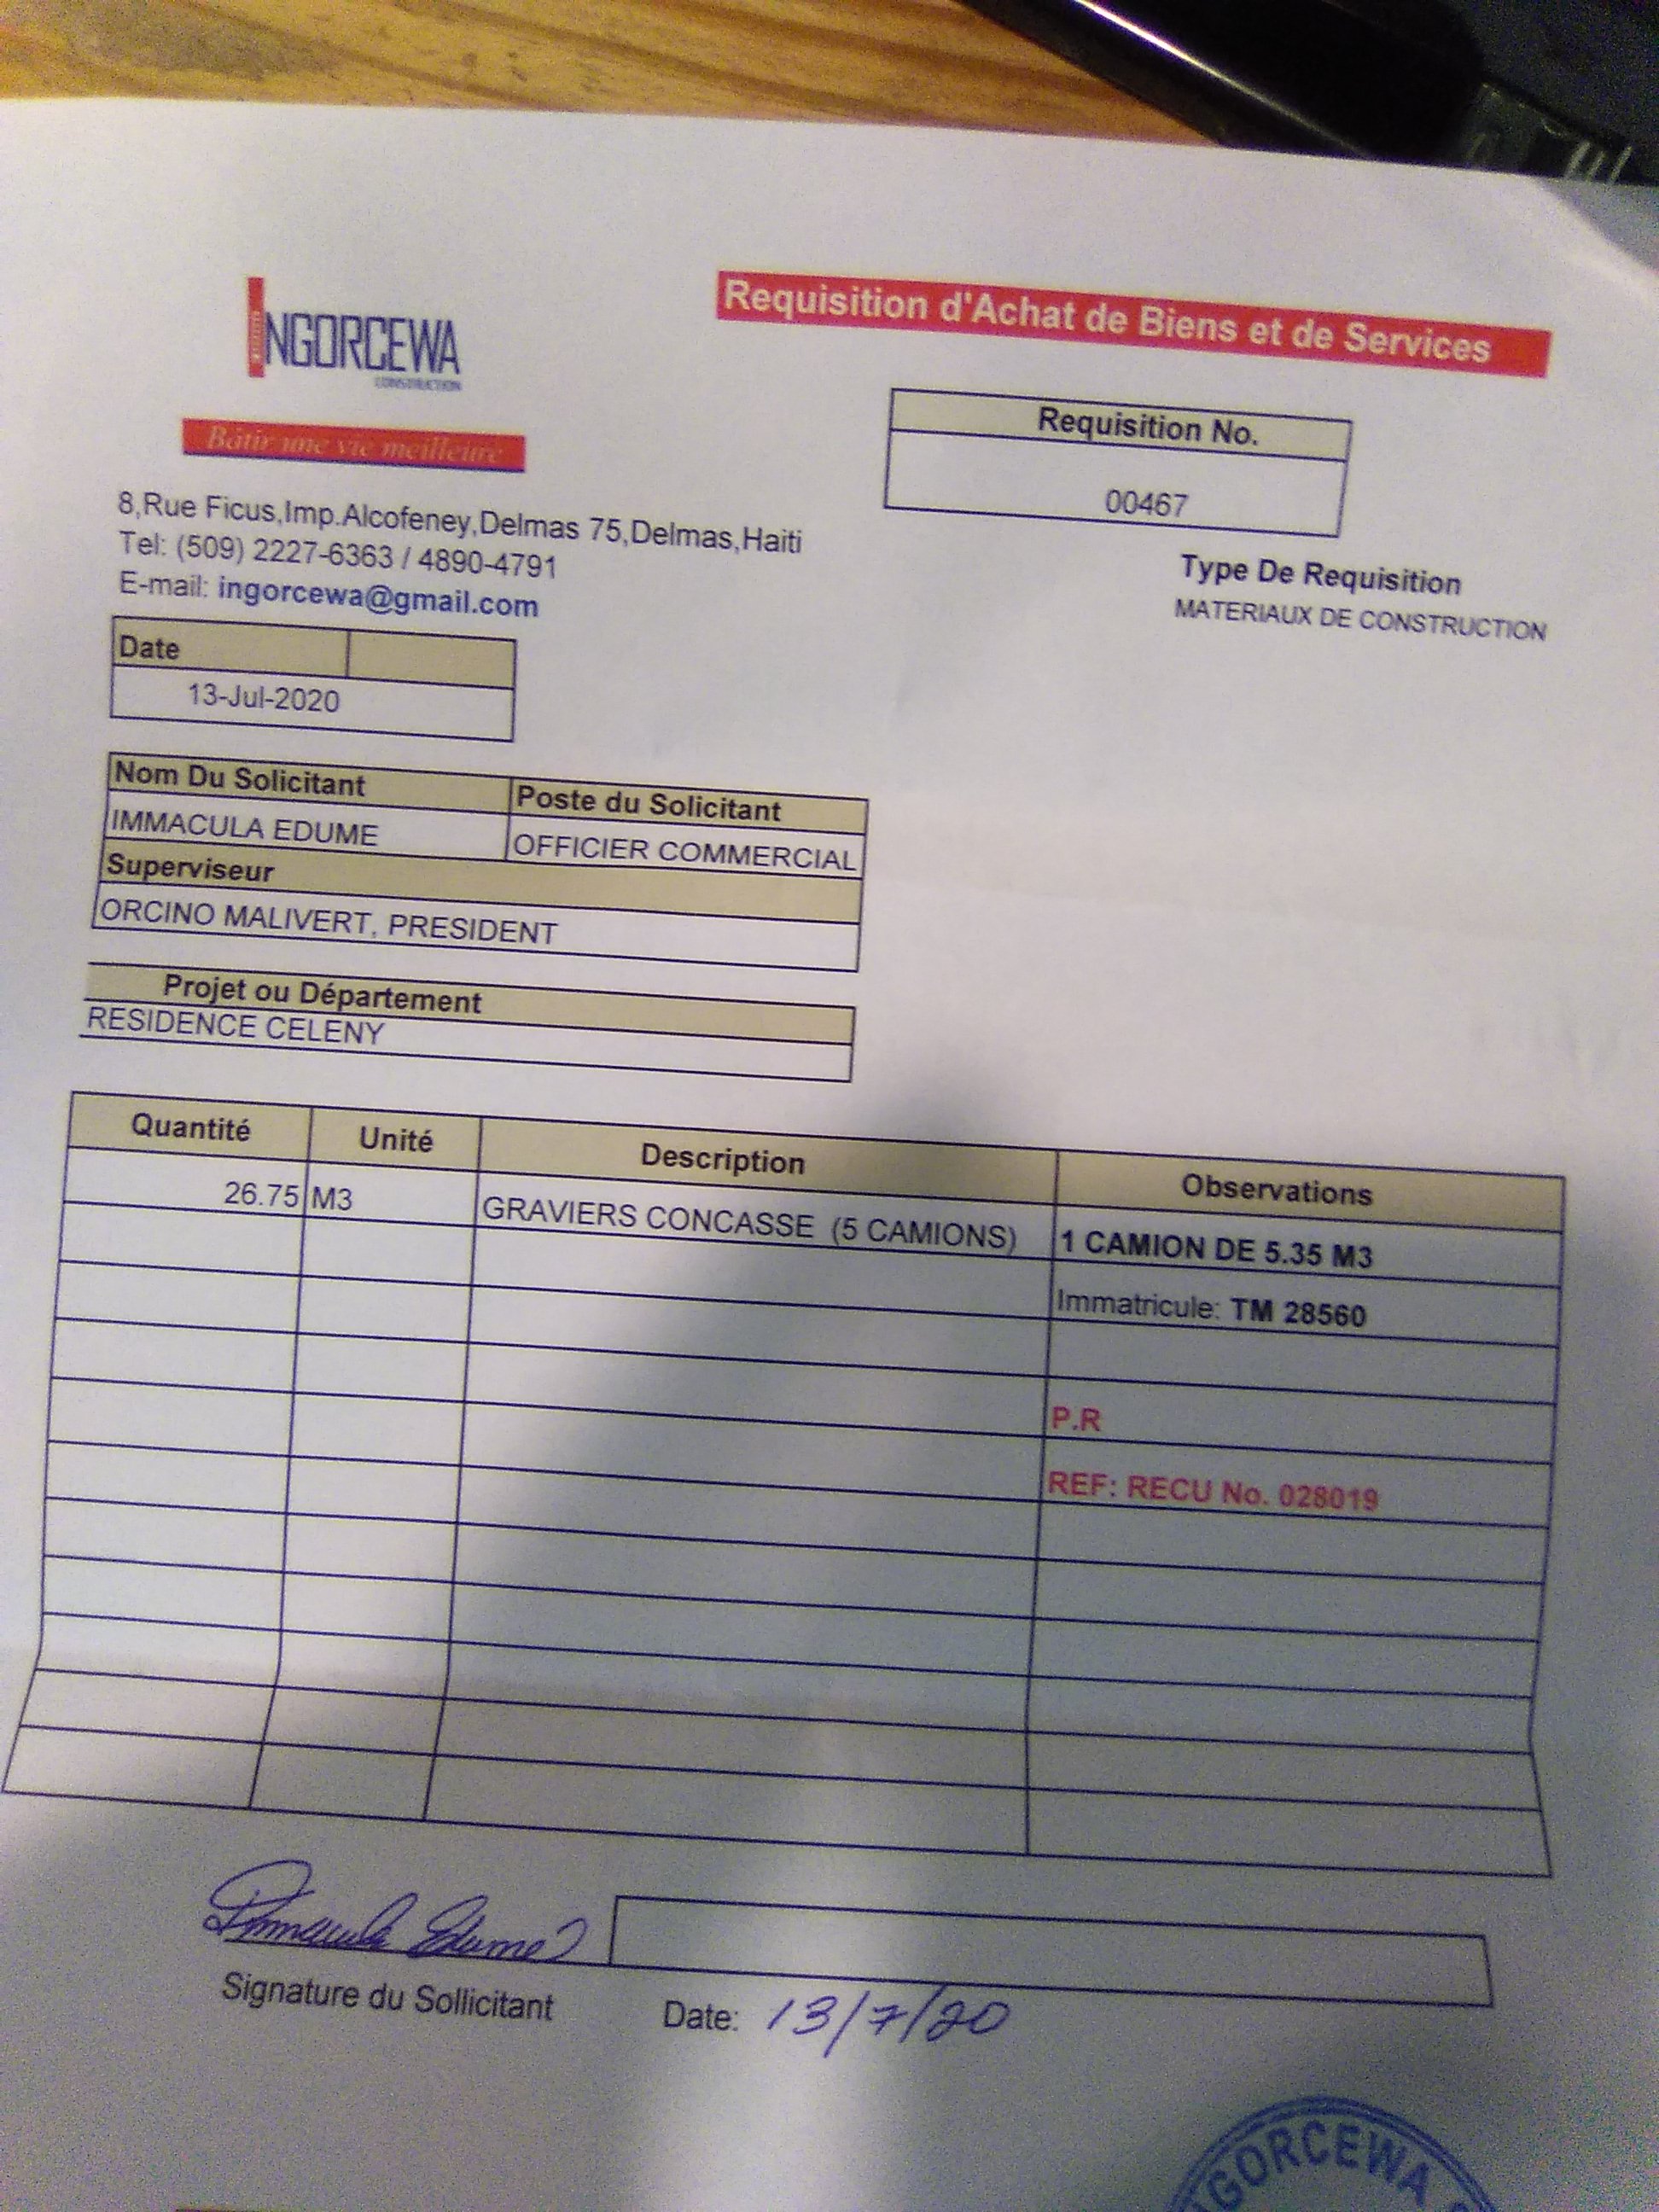 INGORCEWA
CONSTRUCTION
Bâtir une vie meilleure
Requisition d'Achat de Biens et de Services
Requisition No.
00467
8,Rue Ficus,Imp.Alcofeney,Delmas 75,Delmas,Haiti
Tel: (509) 2227-6363 / 4890-4791
E-mail: ingorcewa@gmail.com
Type De Requisition
MATERIAUX DE CONSTRUCTION
Date
13-Jul-2020
Nom Du Solicitant Poste du Solicitant
IMMACULA EDUME OFFICIER COMMERCIAL
Superviseur
ORCINO MALIVERT, PRESIDENT
Projet ou Département
RESIDENCE CELENY
Quantité Unité Description Observations
26.75 M3 GRAVIERS CONCASSE (5 CAMIONS) 1 CAMION DE 5.35 M3
Immatricule: TM 28560
P.R
REF: RECU No. 028019
Immacula Edume
Signature du Sollicitant Date: 13/7/20
GORCEWA